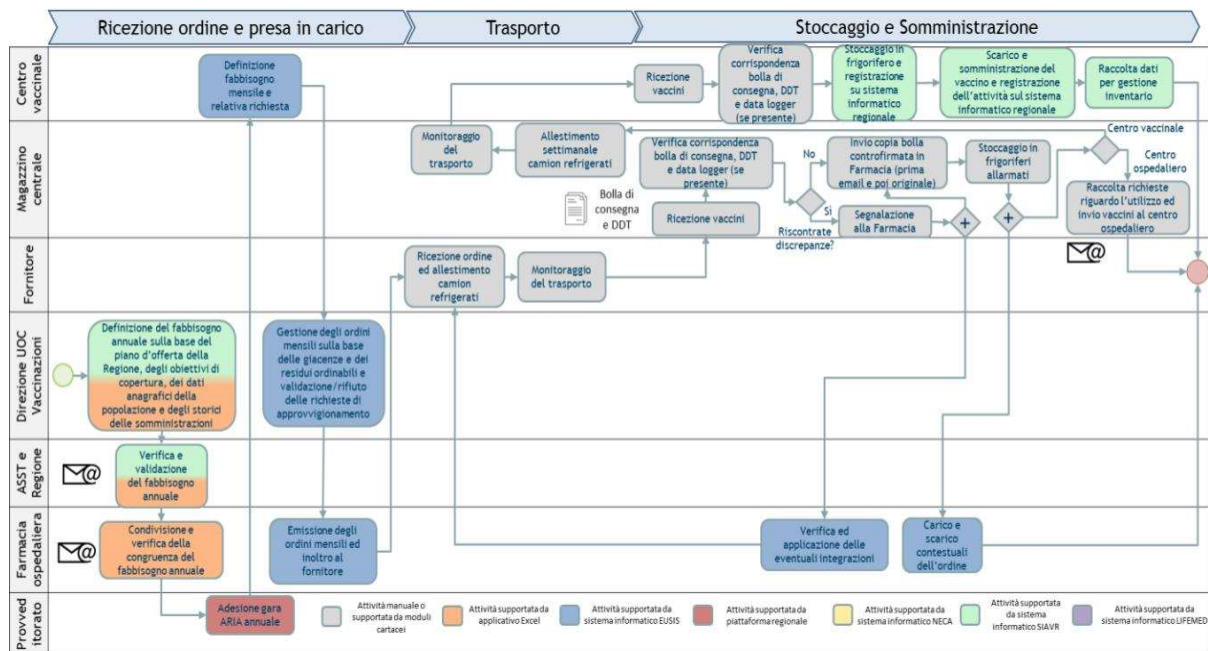 Ricezione ordine e presa in carico
Trasporto
Stoccaggio e Somministrazione
Centro
vaccinale
Definizione
fabbisogno
mensile e
relativa richiesta
Ricezione
vaccini
Verifica
corrispondenza
bolla di
consegna, DDT
e data logger
(se presente)
Stoccaggio in
frigorifero e
registrazione
su sistema
informatico
regionale
Scarico e
somministrazione del
vaccino e registrazione
dell'attività sul sistema
informatico regionale
Raccolta dati
per gestione
inventario
Magazzino
centrale
Monitoraggio
del
trasporto
Allestimento
settimanale
camion refrigerati
Bolla di
consegna
e DDT
Verifica corrispondenza
bolla di consegna, DDT
e data logger (se
presente)
Ricezione vaccini
No
Si
Riscontrate
discrepanze?
Invio copia bolla
controfirmata in
Farmacia (prima
email e poi originale)
Segnalazione
alla Farmacia
Stoccaggio in
frigoriferi
allarmati
Centro vaccinale
Centro
ospedaliero
Raccolta richieste
riguardo l'utilizzo ed
invio vaccini al centro
ospedaliero
Fornitore
Ricezione ordine
ed allestimento
camion
refrigerati
Monitoraggio
del trasporto
Direzione UOC
Vaccinazioni
Definizione del fabbisogno
annuale sulla base del
piano d'offerta della
Regione, degli obiettivi di
copertura, dei dati
anagrafici della
popolazione e degli storici
delle somministrazioni
Gestione degli ordini
mensili sulla base
delle giacenze e dei
residui ordinabili e
validazione/rifiuto
delle richieste di
approvvigionamento
ASST e
Regione
Verifica e
validazione
del fabbisogno
annuale
Farmacia
ospedaliera
Condivisione e
verifica della
congruenza del
fabbisogno annuale
Emissione degli
ordini mensili ed
inoltro al
fornitore
Verifica ed
applicazione delle
eventuali integrazioni
Carico e
scarico
contestuali
dell'ordine
Provved
itorato
Adesione gara
ARIA annuale
Attività manuale o
supportata da moduli
cartacei
Attività supportata da
applicativo Excel
Attività supportata da
sistema informatico EUSIS
Attività supportata da
piattaforma regionale
Attività supportata da
sistema informatico NECA
Attività supportata
da sistema
informatico SIAVR
Attività supportata da
sistema informatico LIFEMED